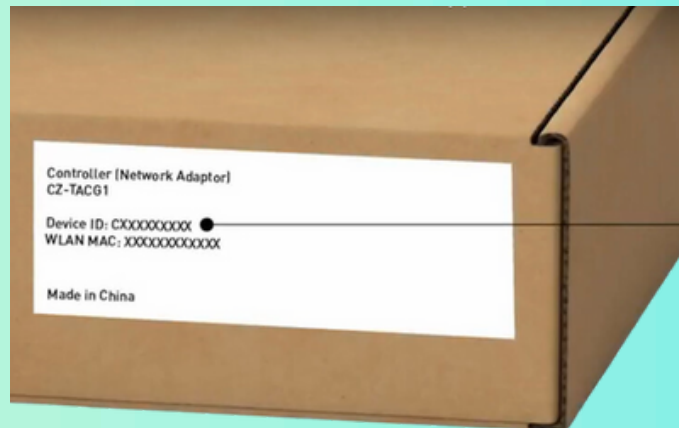 Controller (Network Adaptor)
CZ-TACG1
Device ID: CXXXXXXXXX
WLAN MAC: XXXXXXXXXXXX
Made in China